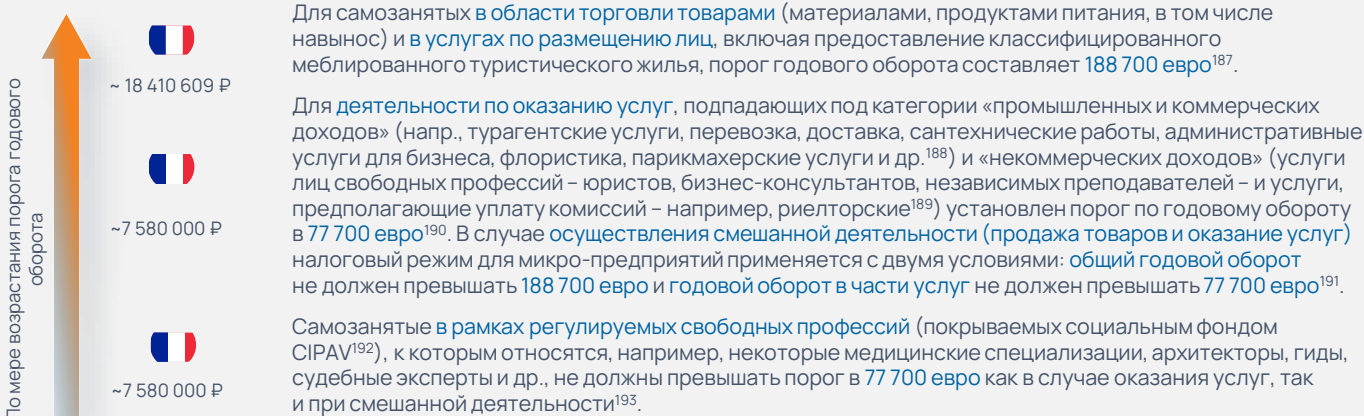 По мере возрастания порога годового
оборота
~ 18 410 609 ₽
Для самозанятых в области торговли товарами (материалами, продуктами питания, в том числе
навынос) и в услугах по размещению лиц, включая предоставление классифицированного
меблированного туристического жилья, порог годового оборота составляет 188 700 евро187.
~7 580 000 ₽
Для деятельности по оказанию услуг, подпадающих под категории «промышленных и коммерческих
доходов» (напр., турагентские услуги, перевозка, доставка, сантехнические работы, административные
услуги для бизнеса, флористика, парикмахерские услуги и др.188) и «некоммерческих доходов» (услуги
лиц свободных профессий – юристов, бизнес-консультантов, независимых преподавателей – и услуги,
предполагающие уплату комиссий – например, риелторские189) установлен порог по годовому обороту
в 77 700 евро190. В случае осуществления смешанной деятельности (продажа товаров и оказание услуг)
налоговый режим для микро-предприятий применяется с двумя условиями: общий годовой оборот
не должен превышать 188 700 евро и годовой оборот в части услуг не должен превышать 77 700 евро191.
~7 580 000 ₽
Самозанятые в рамках регулируемых свободных профессий (покрываемых социальным фондом
CIPAV192), к которым относятся, например, некоторые медицинские специализации, архитекторы, гиды,
судебные эксперты и др., не должны превышать порог в 77 700 евро как в случае оказания услуг, так
и при смешанной деятельности193.